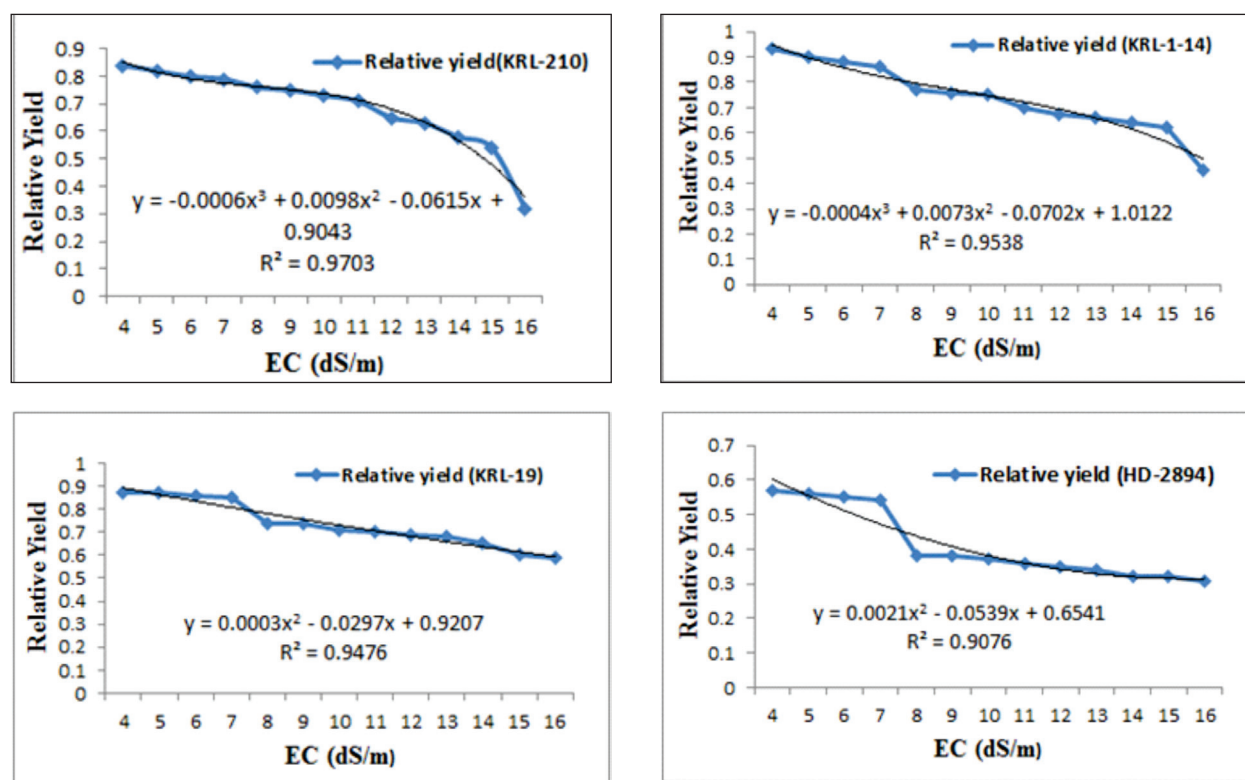 Relative yield(KRL-210)
Relative Yield
0.9
0.8
0.7
0.6
0.5
0.4
0.3
0.2
0.1
0
y = -0.0006x³ + 0.0098x² - 0.0615x +
0.9043
R² = 0.9703
4 5 6 7 8 9 10 11 12 13 14 15 16
EC (dS/m)
Relative yield (KRL-1-14)
Relative Yield
1
0.9
0.8
0.7
0.6
0.5
0.4
0.3
0.2
0.1
0
y = -0.0004x³ + 0.0073x² - 0.0702x + 1.0122
R² = 0.9538
4 5 6 7 8 9 10 11 12 13 14 15 16
EC (dS/m)
Relative yield (KRL-19)
Relative Yield
1
0.9
0.8
0.7
0.6
0.5
0.4
0.3
0.2
0.1
0
y = 0.0003x² - 0.0297x + 0.9207
R² = 0.9476
4 5 6 7 8 9 10 11 12 13 14 15 16
EC (dS/m)
Relative yield (HD-2894)
Relative Yield
0.7
0.6
0.5
0.4
0.3
0.2
0.1
0
y = 0.0021x² - 0.0539x + 0.6541
R² = 0.9076
4 5 6 7 8 9 10 11 12 13 14 15 16
EC (dS/m)